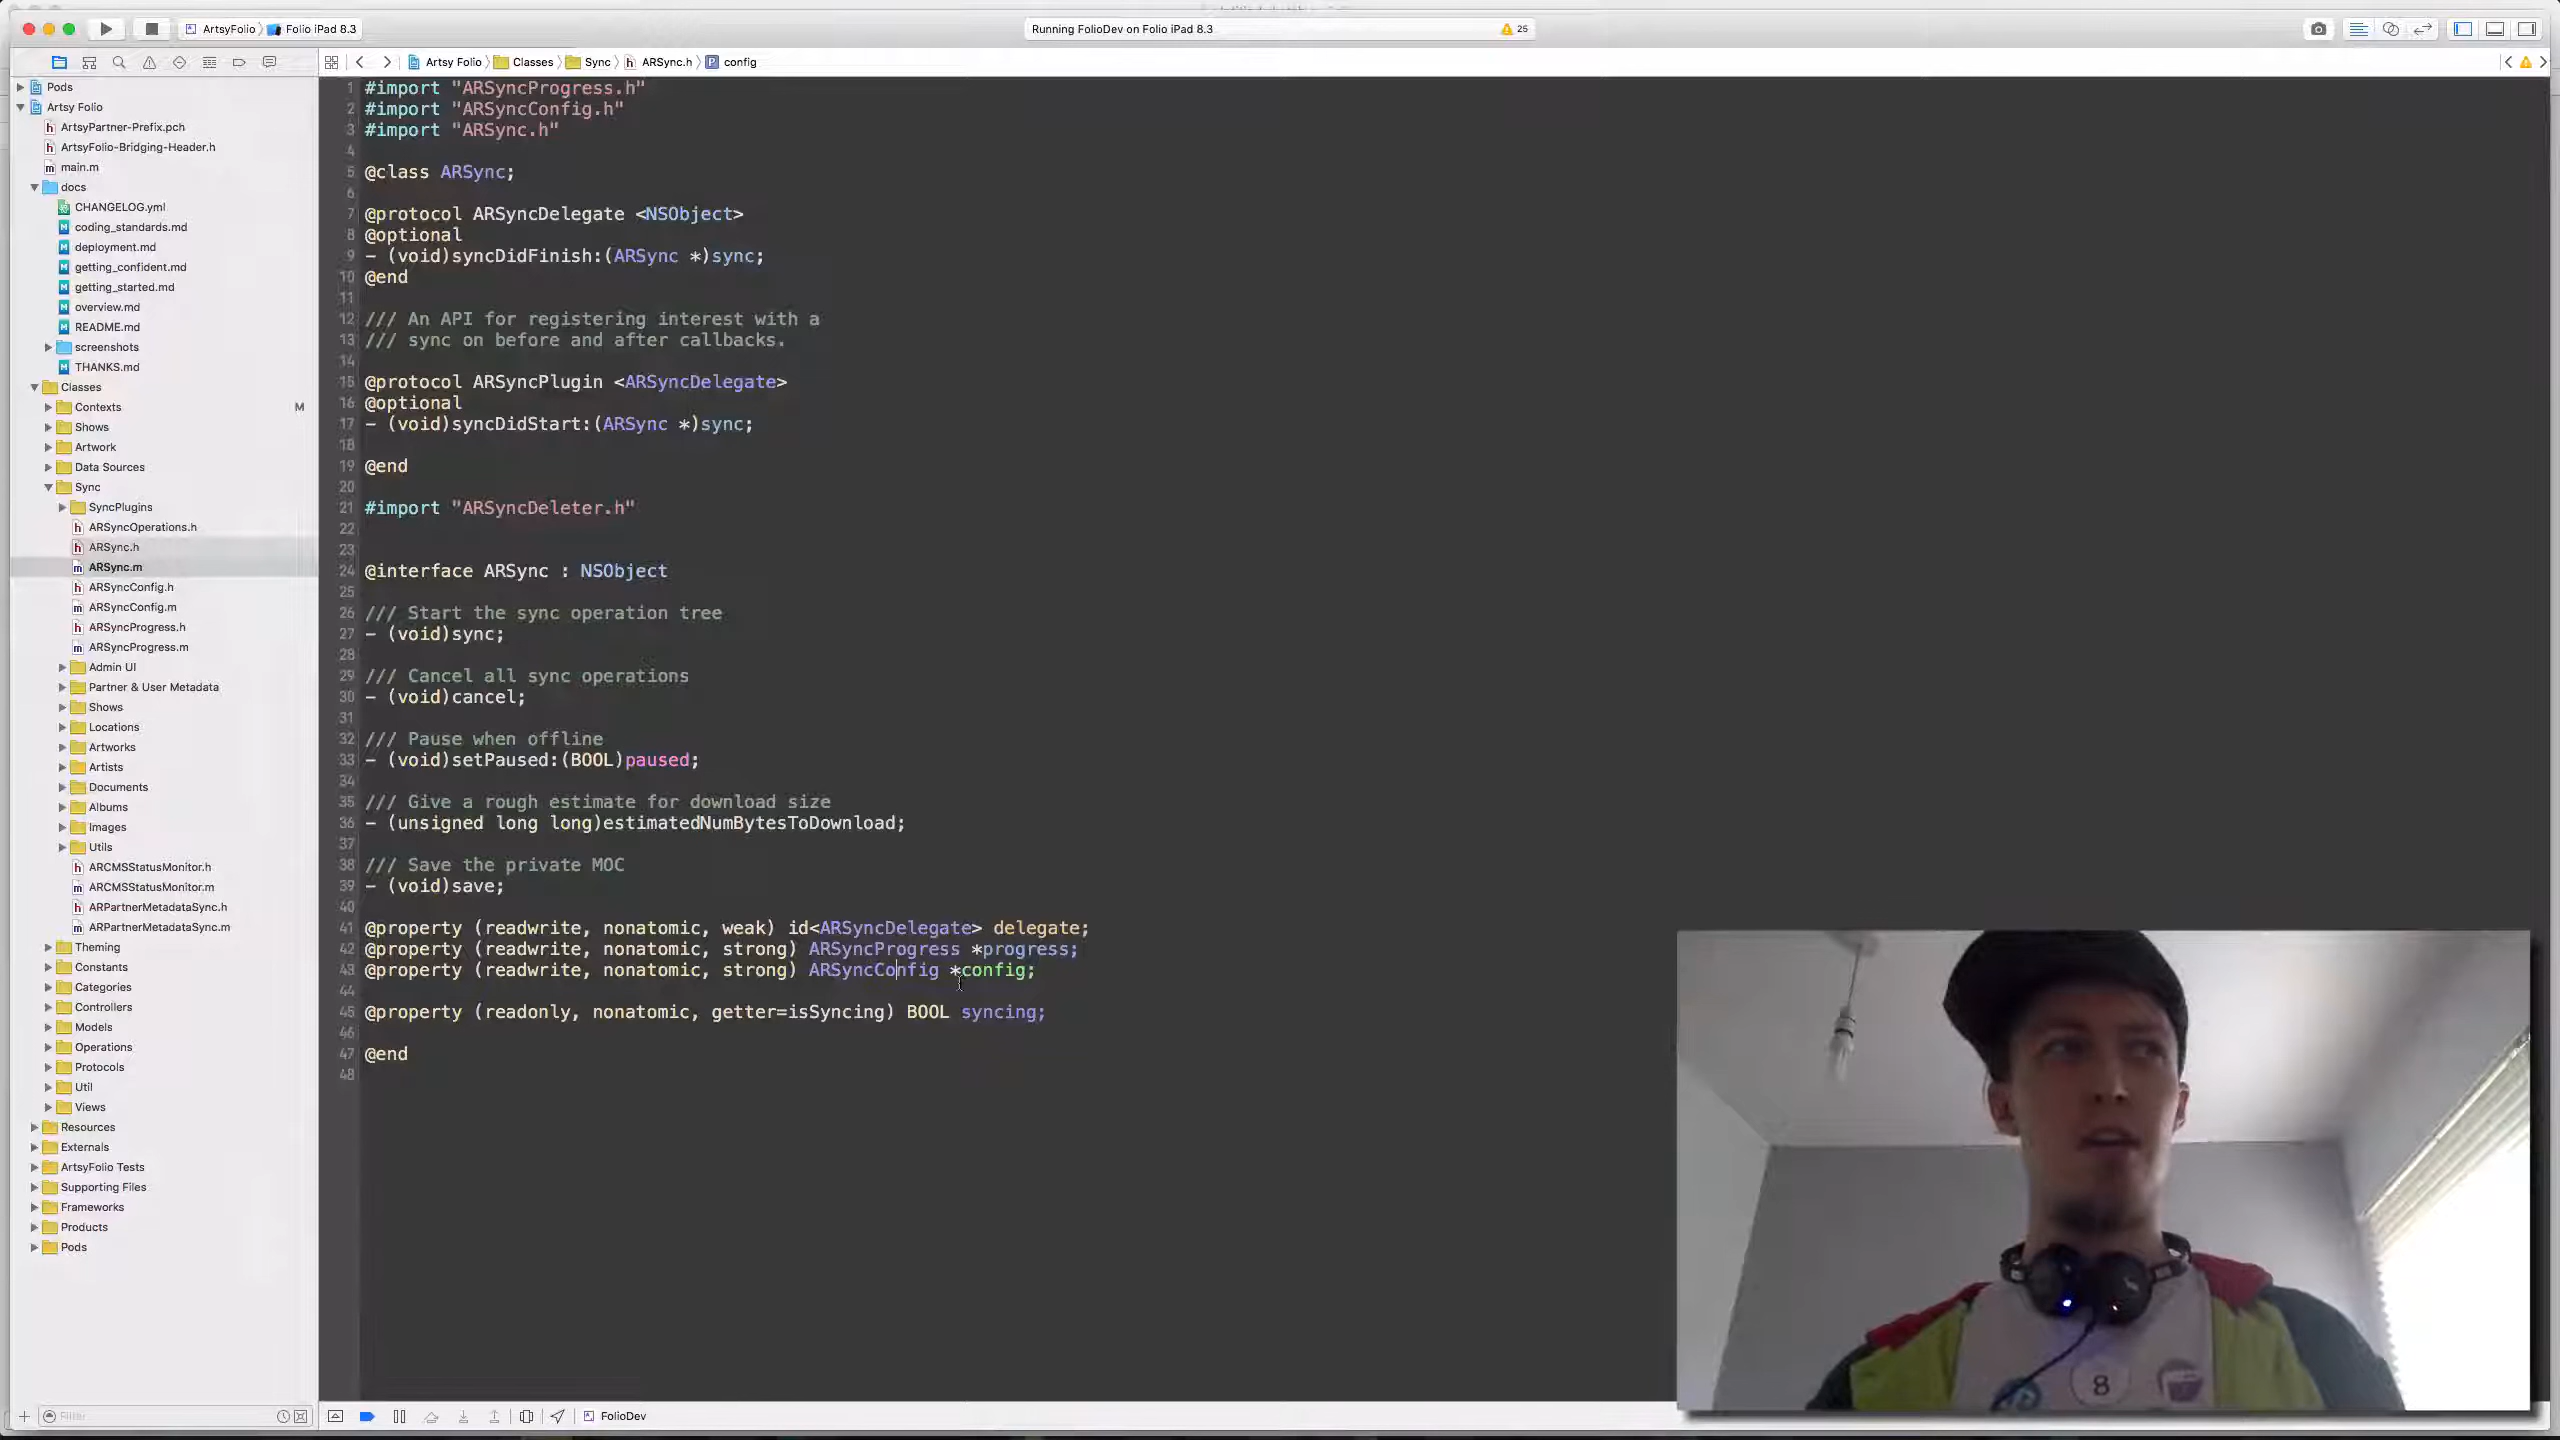 ArtsyFolio Folio iPad 8.3
Running FolioDev on Folio iPad 8.3
25
Artsy Folio Classes Sync ARSync.h config
Pods
Artsy Folio
ArtsyPartner-Prefix.pch
ArtsyFolio-Bridging-Header.h
main.m
docs
CHANGELOG.yml
coding_standards.md
deployment.md
getting_confident.md
getting_started.md
overview.md
README.md
screenshots
THANKS.md
Classes
Contexts M
Shows
Artwork
Data Sources
Sync
SyncPlugins
ARSyncOperations.h
ARSync.h
ARSync.m
ARSyncConfig.h
ARSyncConfig.m
ARSyncProgress.h
ARSyncProgress.m
Admin UI
Partner & User Metadata
Shows
Locations
Artworks
Artists
Documents
Albums
Images
Utils
ARCMSStatusMonitor.h
ARCMSStatusMonitor.m
ARPartnerMetadataSync.h
ARPartnerMetadataSync.m
Theming
Constants
Categories
Controllers
Models
Operations
Protocols
Util
Views
Resources
Externals
ArtsyFolio Tests
Supporting Files
Frameworks
Products
Pods
Filter
1 #import "ARSyncProgress.h"
2 #import "ARSyncConfig.h"
3 #import "ARSync.h"
4
5 @class ARSync;
6
7 @protocol ARSyncDelegate <NSObject>
8 @optional
9 - (void)syncDidFinish:(ARSync *)sync;
10 @end
11
12 /// An API for registering interest with a
13 /// sync on before and after callbacks.
14
15 @protocol ARSyncPlugin <ARSyncDelegate>
16 @optional
17 - (void)syncDidStart:(ARSync *)sync;
18
19 @end
20
21 #import "ARSyncDeleter.h"
22
23
24 @interface ARSync : NSObject
25
26 /// Start the sync operation tree
27 - (void)sync;
28
29 /// Cancel all sync operations
30 - (void)cancel;
31
32 /// Pause when offline
33 - (void)setPaused:(BOOL)paused;
34
35 /// Give a rough estimate for download size
36 - (unsigned long long)estimatedNumBytesToDownload;
37
38 /// Save the private MOC
39 - (void)save;
40
41 @property (readwrite, nonatomic, weak) id<ARSyncDelegate> delegate;
42 @property (readwrite, nonatomic, strong) ARSyncProgress *progress;
43 @property (readwrite, nonatomic, strong) ARSyncConfig *config;
44
45 @property (readonly, nonatomic, getter=isSyncing) BOOL syncing;
46
47 @end
48
FolioDev
8